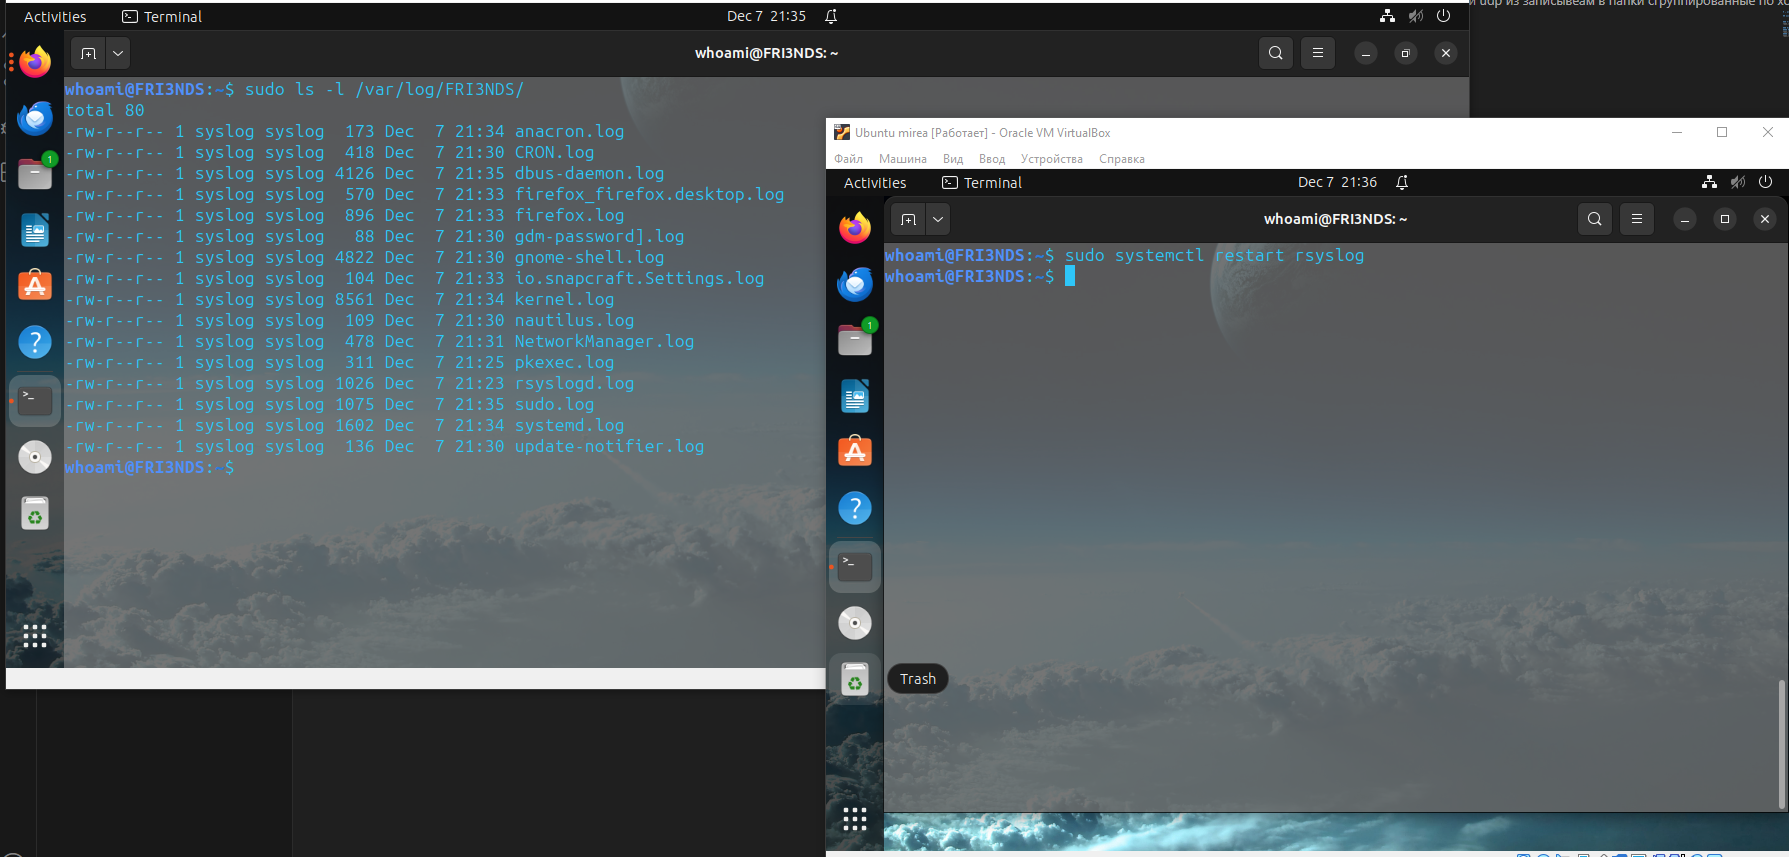 Activities
Terminal
Dec 7 21:35
й udp из записывеам в папки сгруппированные по хо
whoami@FRI3NDS: ~
whoami@FRI3NDS:~$ sudo ls -l /var/log/FRI3NDS/
total 80
-rw-r--r-- 1 syslog syslog  173 Dec  7 21:34 anacron.log
-rw-r--r-- 1 syslog syslog  418 Dec  7 21:30 CRON.log
-rw-r--r-- 1 syslog syslog 4126 Dec  7 21:35 dbus-daemon.log
-rw-r--r-- 1 syslog syslog  570 Dec  7 21:33 firefox_firefox.desktop.log
-rw-r--r-- 1 syslog syslog  896 Dec  7 21:33 firefox.log
-rw-r--r-- 1 syslog syslog   88 Dec  7 21:30 gdm-password].log
-rw-r--r-- 1 syslog syslog 4822 Dec  7 21:30 gnome-shell.log
-rw-r--r-- 1 syslog syslog  104 Dec  7 21:33 io.snapcraft.Settings.log
-rw-r--r-- 1 syslog syslog 8561 Dec  7 21:34 kernel.log
-rw-r--r-- 1 syslog syslog  109 Dec  7 21:30 nautilus.log
-rw-r--r-- 1 syslog syslog  478 Dec  7 21:31 NetworkManager.log
-rw-r--r-- 1 syslog syslog  311 Dec  7 21:25 pkexec.log
-rw-r--r-- 1 syslog syslog 1026 Dec  7 21:23 rsyslogd.log
-rw-r--r-- 1 syslog syslog 1075 Dec  7 21:35 sudo.log
-rw-r--r-- 1 syslog syslog 1602 Dec  7 21:34 systemd.log
-rw-r--r-- 1 syslog syslog  136 Dec  7 21:30 update-notifier.log
whoami@FRI3NDS:~$
1
Ubuntu mirea [Работает] - Oracle VM VirtualBox
Файл Машина Вид Ввод Устройства Справка
Activities
Terminal
Dec 7 21:36
whoami@FRI3NDS: ~
whoami@FRI3NDS:~$ sudo systemctl restart rsyslog
whoami@FRI3NDS:~$
1
Trash